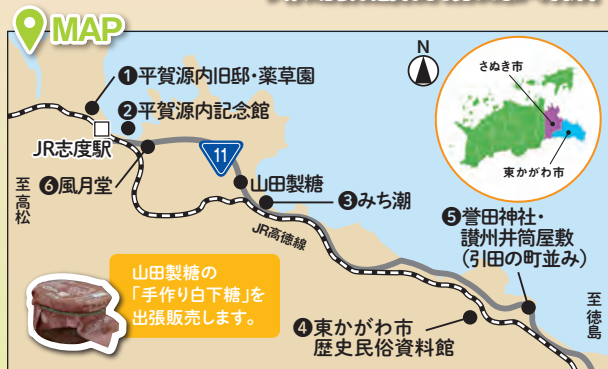 MAP
N
さぬき市
東かがわ市
❶平賀源内旧邸・薬草園
❷平賀源内記念館
JR志度駅
至高松
❻風月堂
11
山田製糖
❸みち潮
JR高徳線
❺誉田神社・
讃州井筒屋敷
(引田の町並み)
至徳島
❹東かがわ市
歴史民俗資料館
山田製糖の
「手作り白下糖」を
出張販売します。